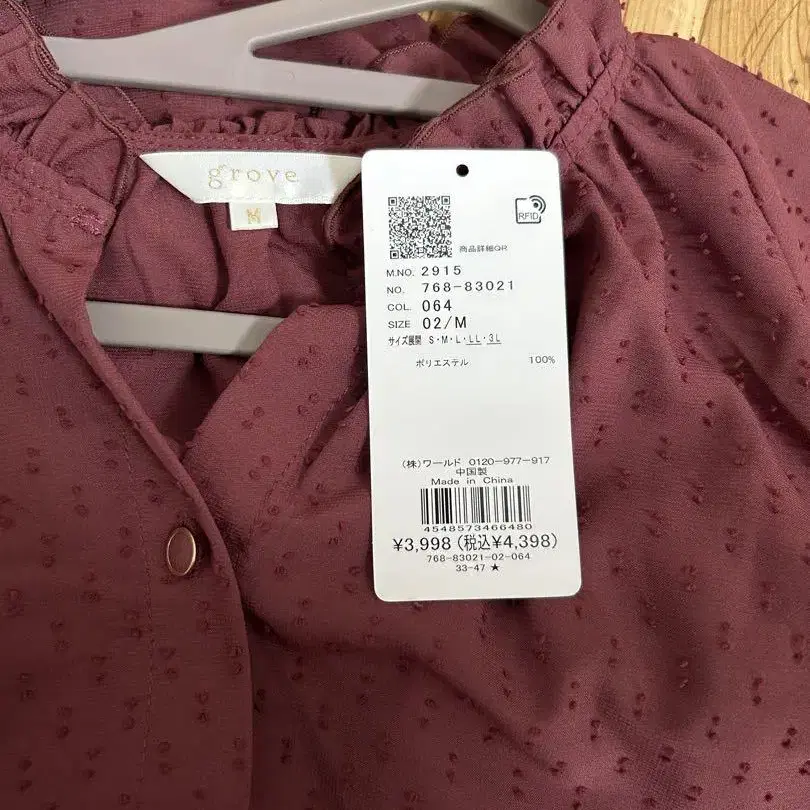 grove
M
RFID
商品詳細QR
M.NO. 2915
NO. 768-83021
COL. 064
SIZE 02/M
サイズ展開 S・M・L・LL・3L
ポリエステル 100%
(株)ワールド 0120-977-917
中国製
Made in China
4548573466480
¥3,998(税込¥4,398)
768-83021-02-064
33-47 ★